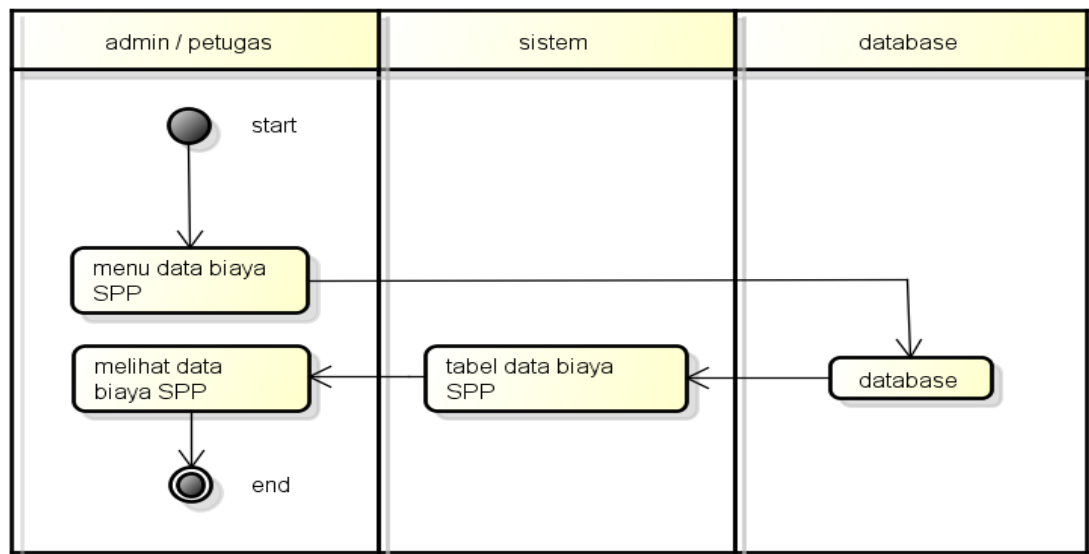 admin / petugas
sistem
database
start
menu data biaya
SPP
melihat data
biaya SPP
tabel data biaya
SPP
database
end